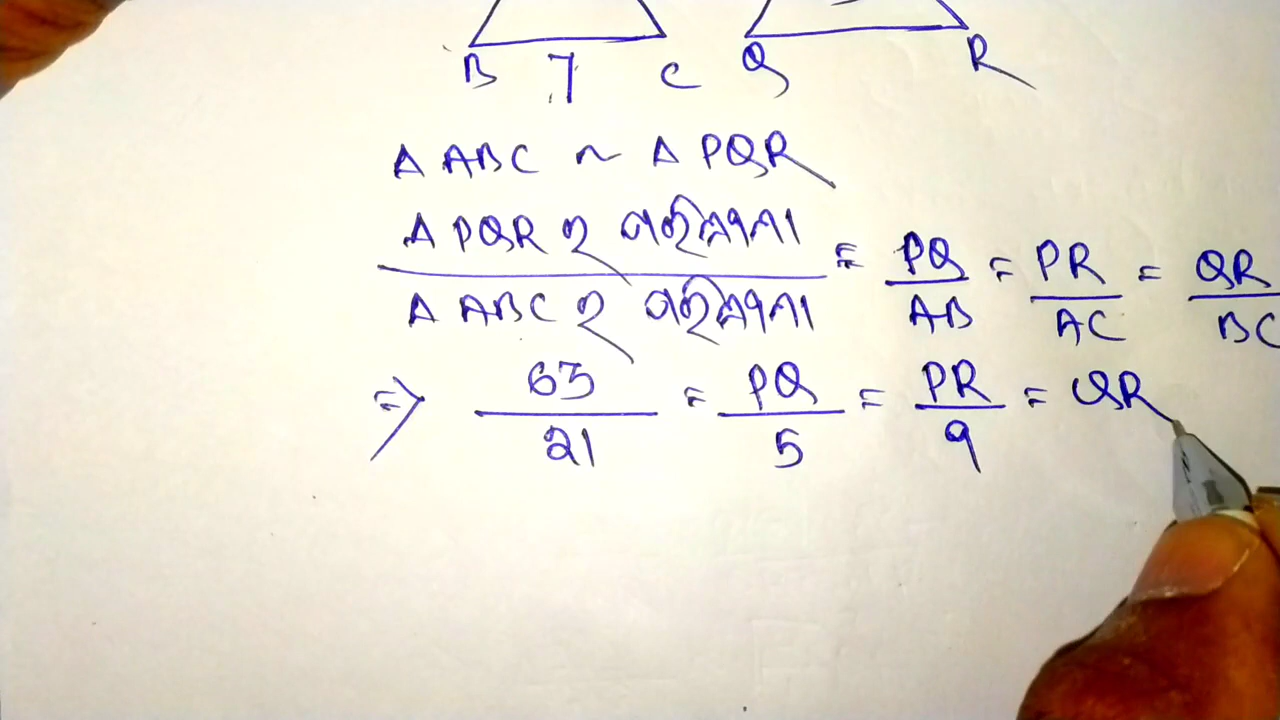 B 7 C Q R
Δ ABC ~ Δ PQR
Δ PQR ର ପରିସୀମା / Δ ABC ର ପରିସୀମା = PQ / AB = PR / AC = QR / BC
=> 63 / 21 = PQ / 5 = PR / 9 = QR